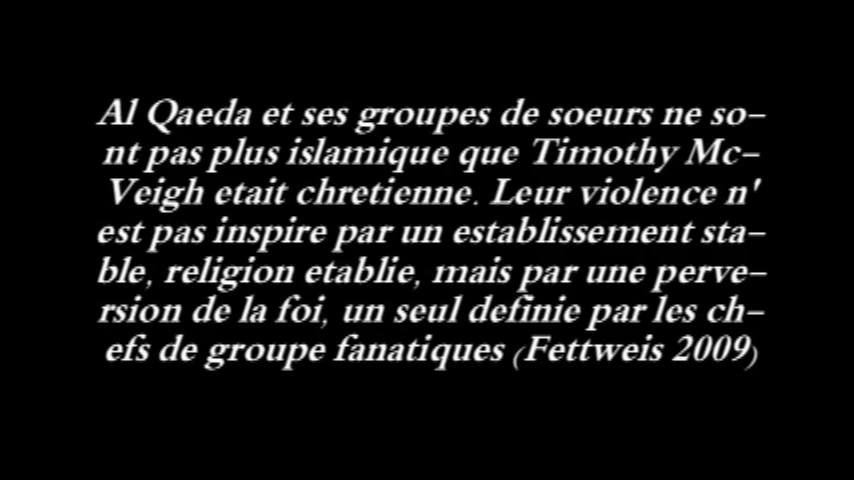 Al Qaeda et ses groupes de soeurs ne so-
nt pas plus islamique que Timothy Mc-
Veigh etait chretienne. Leur violence n'
est pas inspire par un establissement sta-
ble, religion etablie, mais par une perve-
rsion de la foi, un seul definie par les ch-
efs de groupe fanatiques (Fettweis 2009)